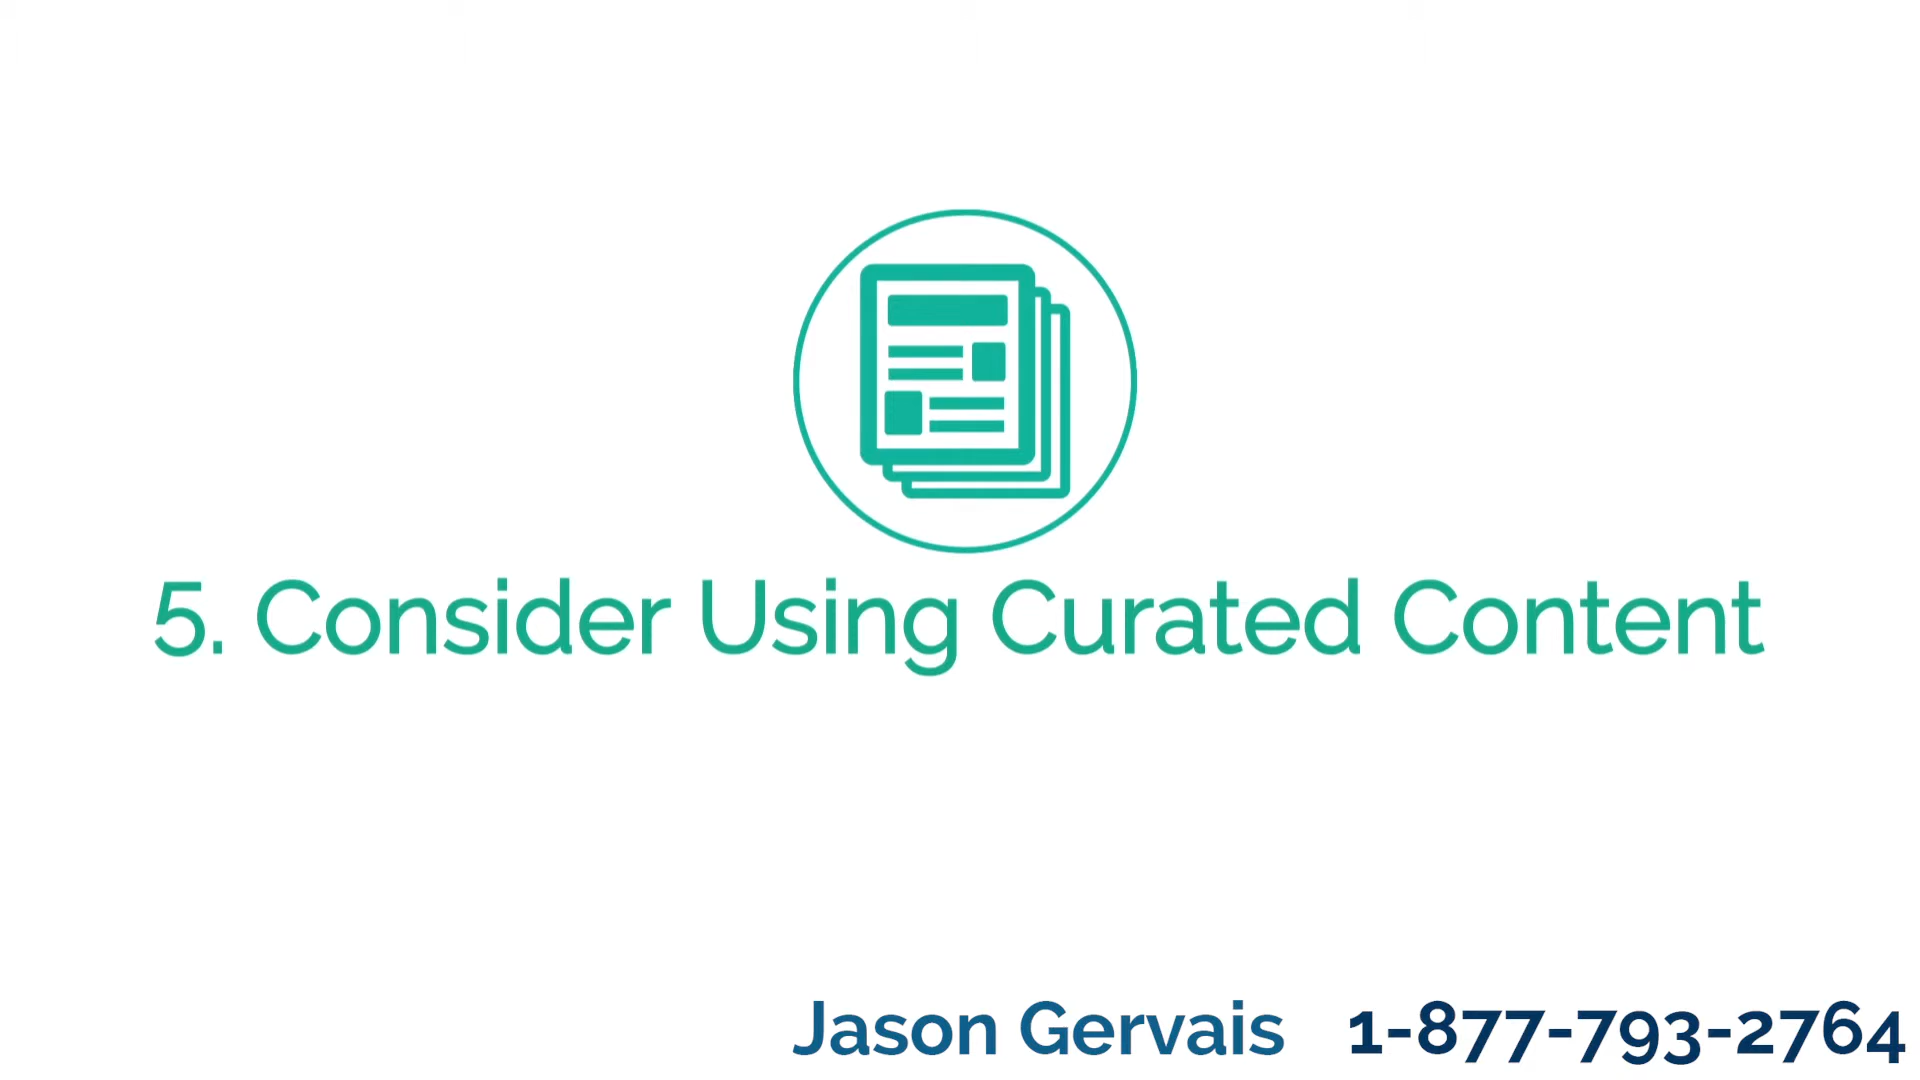 5. Consider Using Curated Content
Jason Gervais 1-877-793-2764